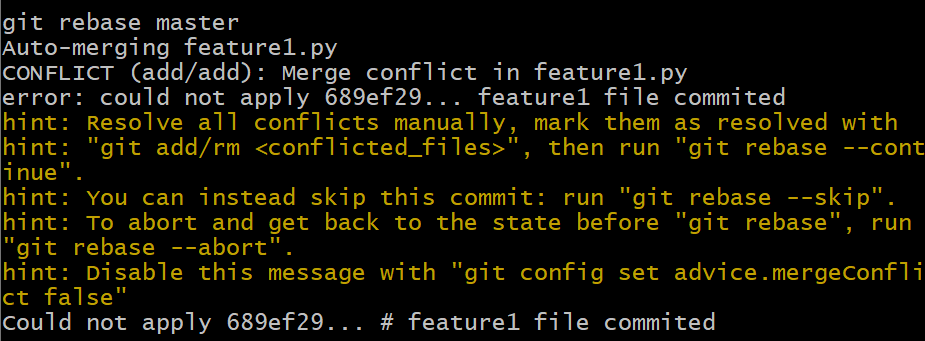 git rebase master
Auto-merging feature1.py
CONFLICT (add/add): Merge conflict in feature1.py
error: could not apply 689ef29... feature1 file commited
hint: Resolve all conflicts manually, mark them as resolved with
hint: "git add/rm <conflicted_files>", then run "git rebase --cont
inue".
hint: You can instead skip this commit: run "git rebase --skip".
hint: To abort and get back to the state before "git rebase", run
"git rebase --abort".
hint: Disable this message with "git config set advice.mergeConfli
ct false"
Could not apply 689ef29... # feature1 file commited